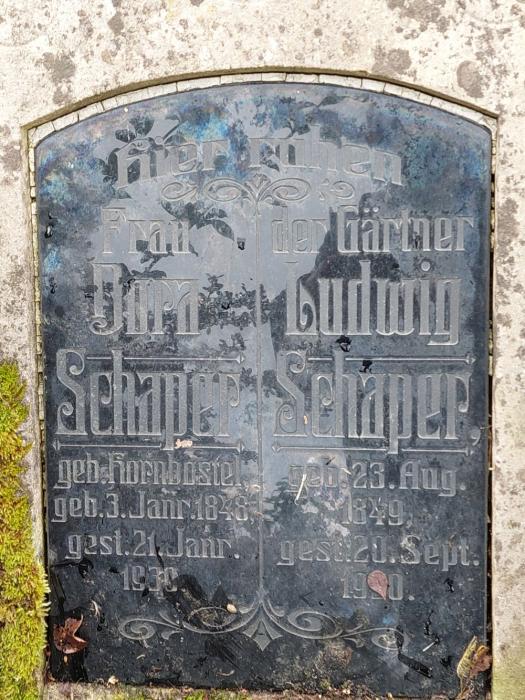 Hier ruhen
Frau
Dora
Schaper
geb. Hornbostel,
geb. 3. Janr. 1848,
gest. 21. Janr.
der Gärtner
Ludwig
Schaper,
geb. 23. Aug.
1849,
gest. 20. Sept.